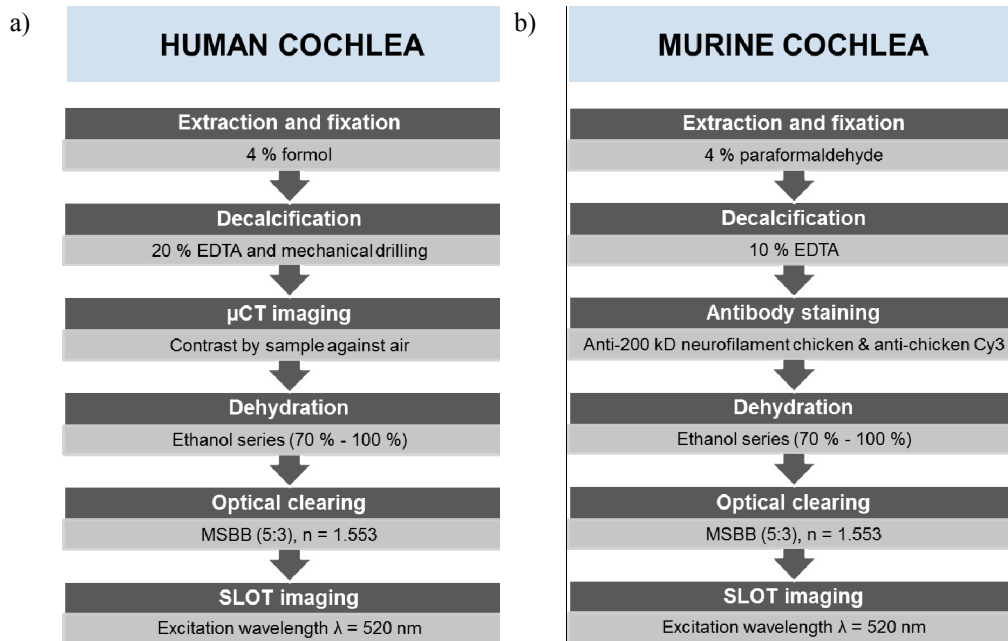 a)
HUMAN COCHLEA
Extraction and fixation
4 % formol
Decalcification
20 % EDTA and mechanical drilling
µCT imaging
Contrast by sample against air
Dehydration
Ethanol series (70 % - 100 %)
Optical clearing
MSBB (5:3), n = 1.553
SLOT imaging
Excitation wavelength λ = 520 nm
b)
MURINE COCHLEA
Extraction and fixation
4 % paraformaldehyde
Decalcification
10 % EDTA
Antibody staining
Anti-200 kD neurofilament chicken & anti-chicken Cy3
Dehydration
Ethanol series (70 % - 100 %)
Optical clearing
MSBB (5:3), n = 1.553
SLOT imaging
Excitation wavelength λ = 520 nm